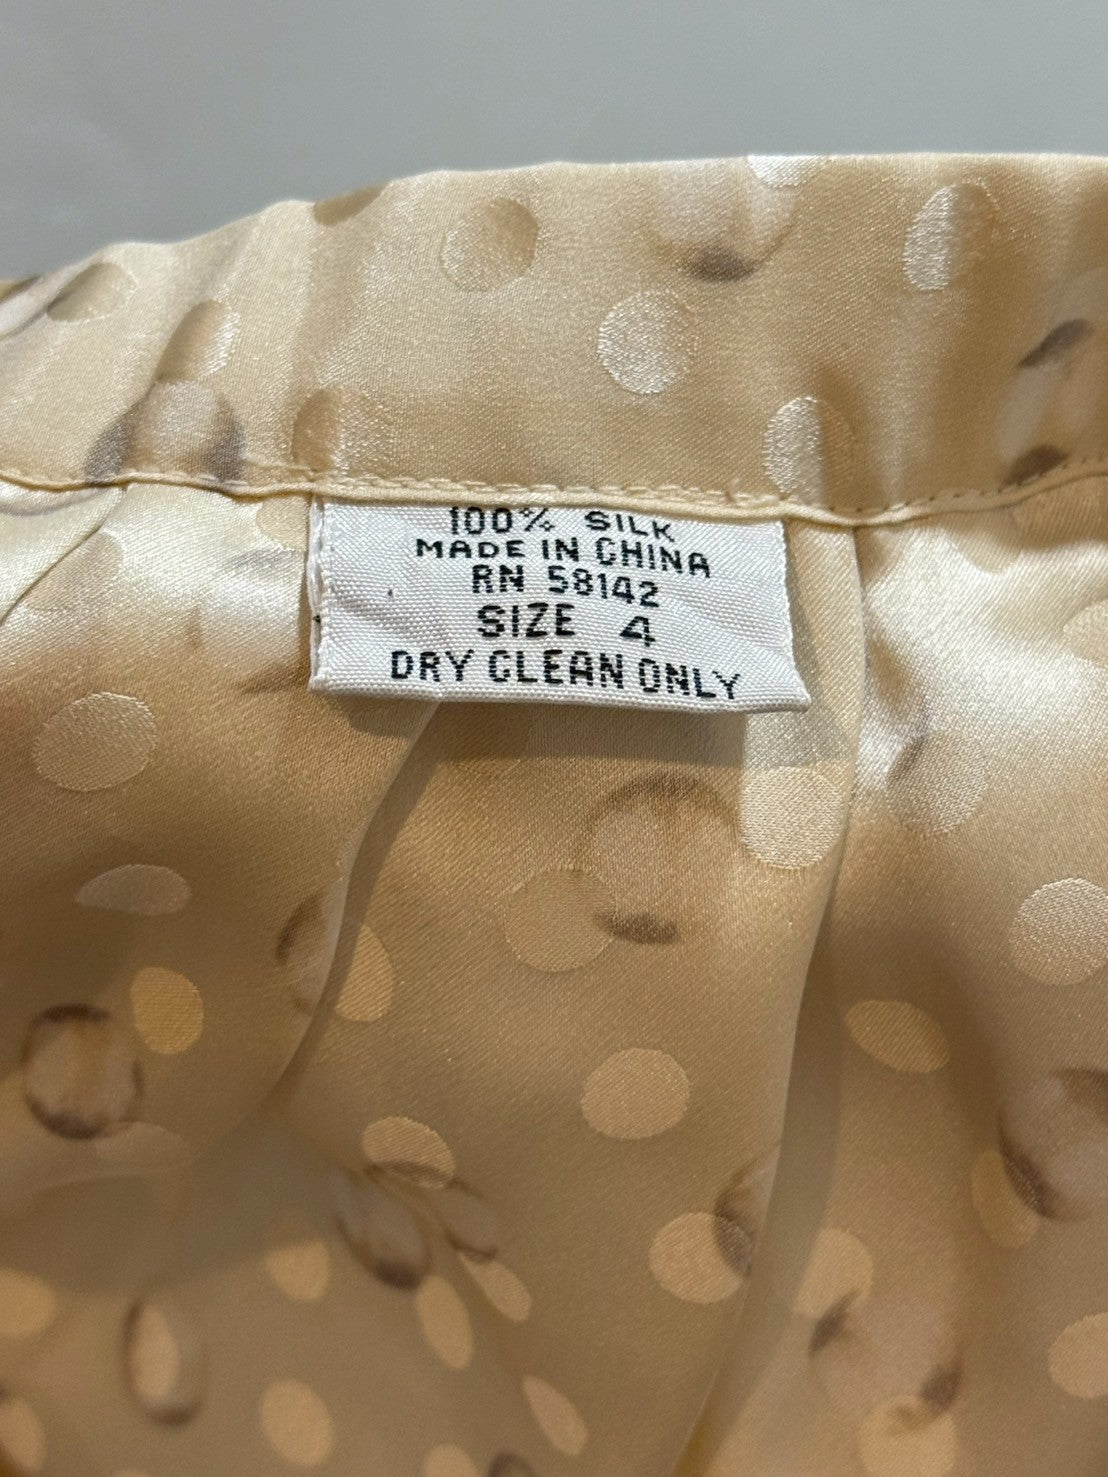 100% SILK
MADE IN CHINA
RN 58142
SIZE 4
DRY CLEAN ONLY